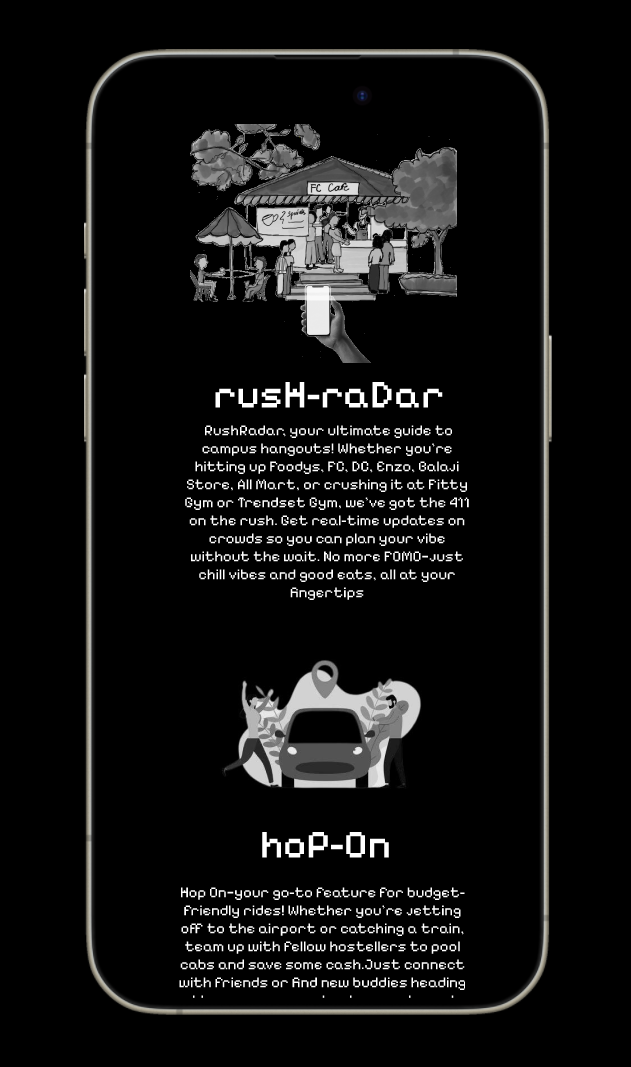 FC Cafe
rusH-raDar
RushRadar, your ultimate guide to
campus hangouts! Whether you're
hitting up Foodys, FC, DC, Enzo, Balaji
Store, All Mart, or crushing it at Fitty
Gym or Trendset Gym, we've got the 411
on the rush. Get real-time updates on
crowds so you can plan your vibe
without the wait. No more FOMO-just
chill vibes and good eats, all at your
Angertips
hoP-On
Hop On-your go-to feature for budget-
friendly rides! Whether you're jetting
off to the airport or catching a train,
team up with fellow hostellers to pool
cabs and save some cash.Just connect
with friends or And new buddies heading